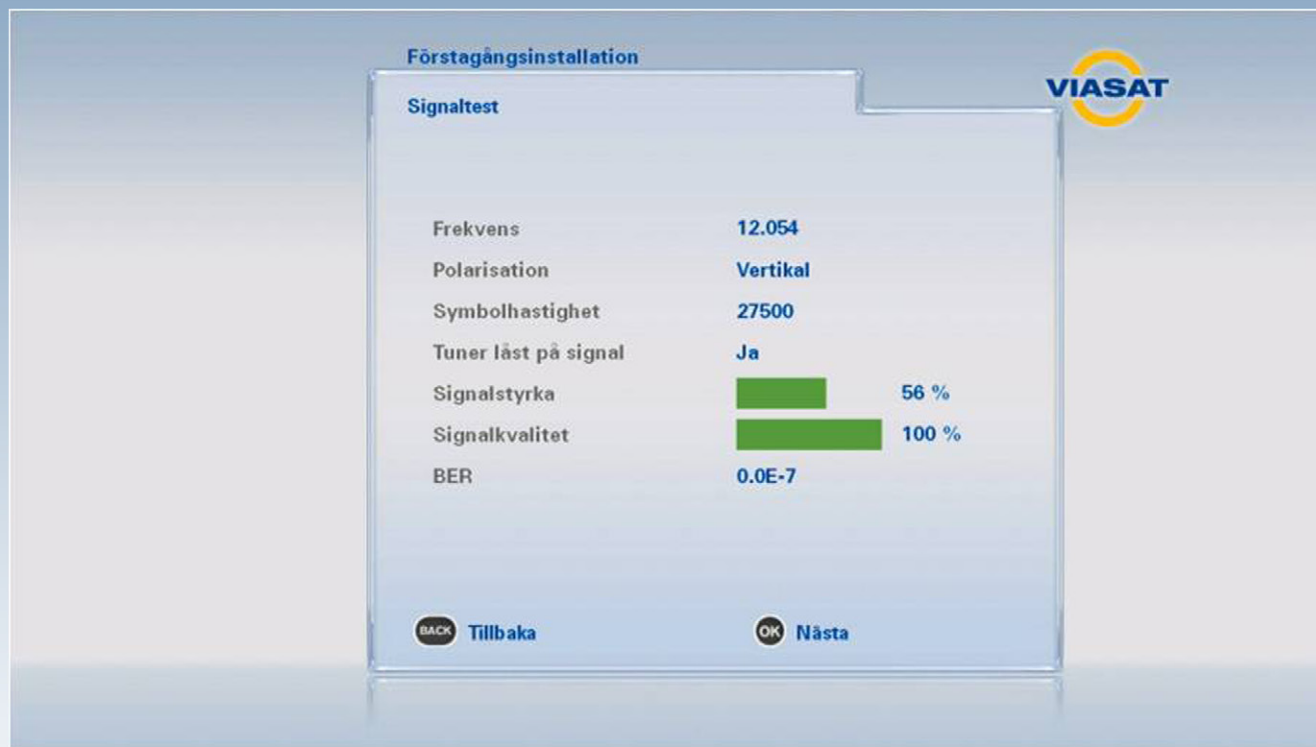 Förstagångsinstallation
VIASAT
Signaltest
Frekvens 12.054
Polarisation Vertikal
Symbolhastighet 27500
Tuner låst på signal Ja
Signalstyrka 56 %
Signalkvalitet 100 %
BER 0.0E-7
BACK Tillbaka OK Nästa